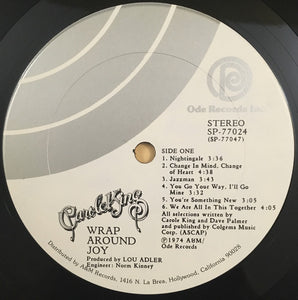 Ode Records Inc.
STEREO
SP-77024
(SP-77047)
SIDE ONE
1. Nightingale 3:36
2. Change In Mind, Change
of Heart 4:38
3. Jazzman 3:43
4. You Go Your Way, I'll Go
Mine 3:32
5. You're Something New 3:05
6. We Are All In This Together 4:05
All selections written by
Carole King and Dave Palmer
and published by Colgems Music
Corp. (ASCAP)
℗1974 A&M/
Ode Records
Carole King
WRAP
AROUND
JOY
Produced by LOU ADLER
Engineer: Norm Kinney
Distributed by A&M Records, 1416 N. La Brea, Hollywood, California 90028